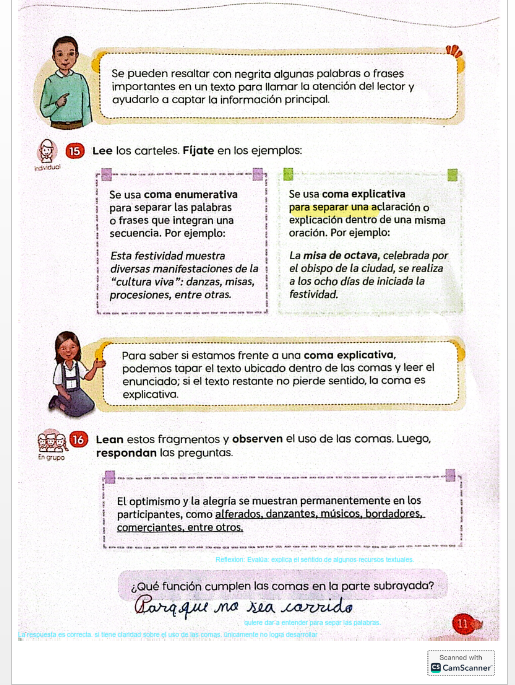 Se pueden resaltar con negrita algunas palabras o frases
importantes en un texto para llamar la atención del lector y
ayudarlo a captar la información principal.
Individual
15 Lee los carteles. Fíjate en los ejemplos:
Se usa coma enumerativa
para separar las palabras
o frases que integran una
secuencia. Por ejemplo:
Esta festividad muestra
diversas manifestaciones de la
"cultura viva": danzas, misas,
procesiones, entre otras.
Se usa coma explicativa
para separar una aclaración o
explicación dentro de una misma
oración. Por ejemplo:
La misa de octava, celebrada por
el obispo de la ciudad, se realiza
a los ocho días de iniciada la
festividad.
Para saber si estamos frente a una coma explicativa,
podemos tapar el texto ubicado dentro de las comas y leer el
enunciado; si el texto restante no pierde sentido, la coma es
explicativa.
En grupo
16 Lean estos fragmentos y observen el uso de las comas. Luego,
respondan las preguntas.
El optimismo y la alegría se muestran permanentemente en los
participantes, como alferados, danzantes, músicos, bordadores,
comerciantes, entre otros.
Reflexion: Evalúa: explica el sentido de algunos recursos textuales
¿Qué función cumplen las comas en la parte subrayada?
Para que no sea corrido
quiere dar a entender para separ las palabras.
11
La respuesta es correcta, si tiene claridad sobre el uso de las comas, únicamente no logra desarrollar
Scanned with
CS CamScanner